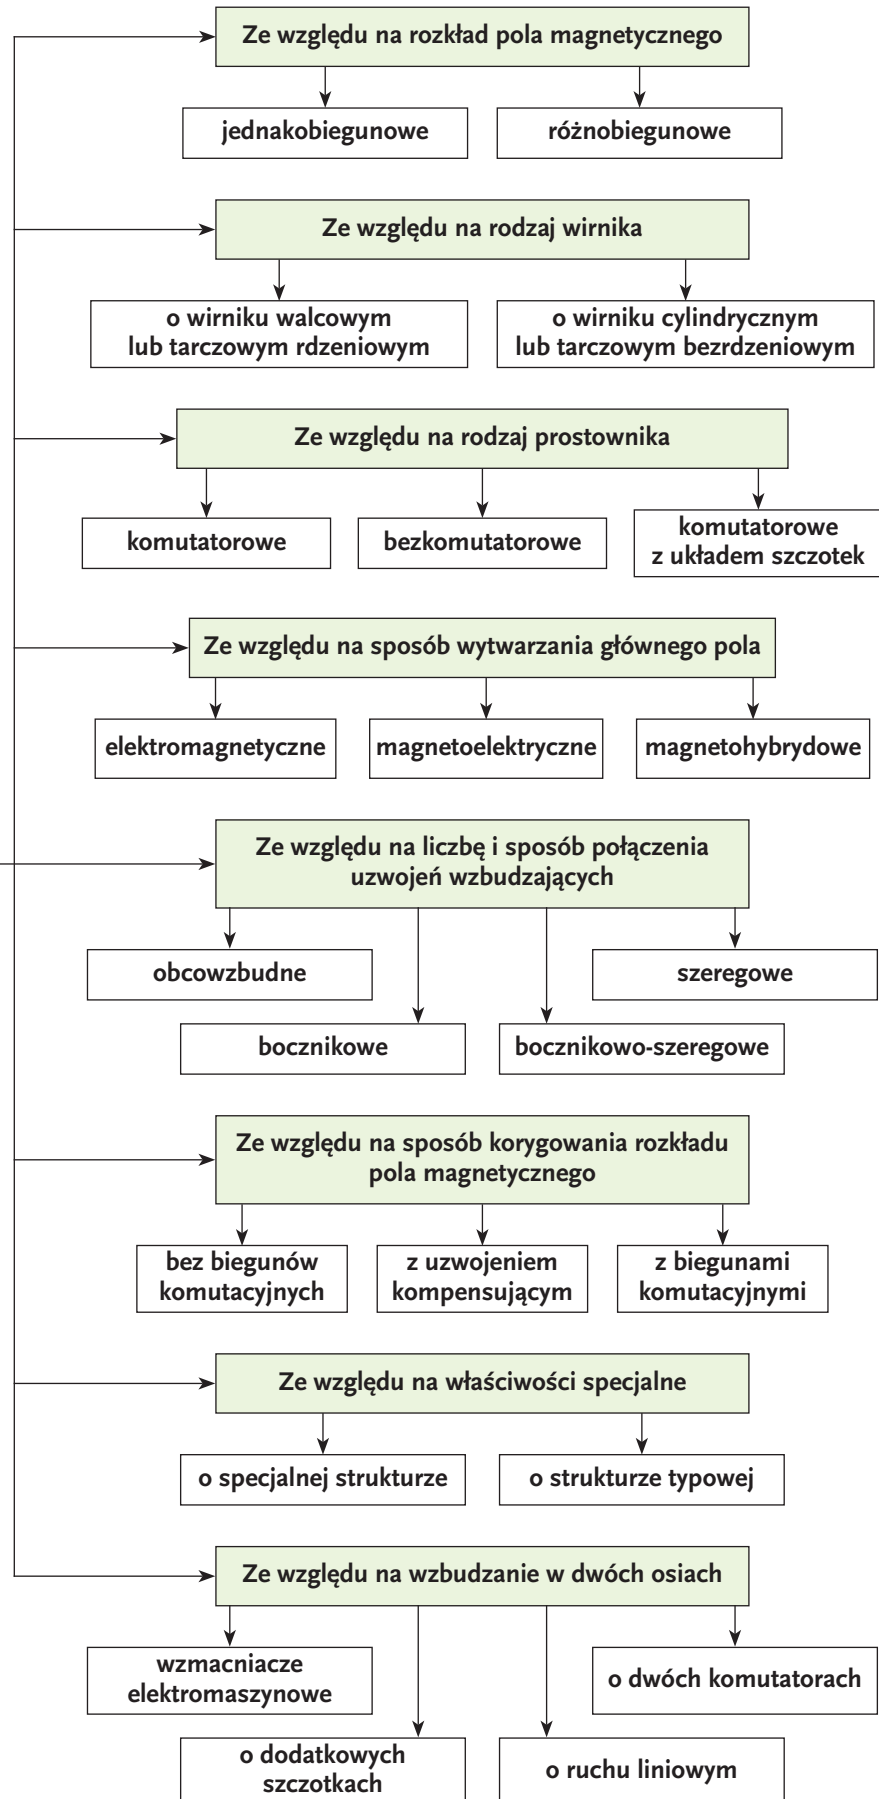 Ze względu na rozkład pola magnetycznego
jednakobiegunowe
różnobiegunowe
Ze względu na rodzaj wirnika
o wirniku walcowym
lub tarczowym rdzeniowym
o wirniku cylindrycznym
lub tarczowym bezrdzeniowym
Ze względu na rodzaj prostownika
komutatorowe
bezkomutatorowe
komutatorowe
z układem szczotek
Ze względu na sposób wytwarzania głównego pola
elektromagnetyczne
magnetoelektryczne
magnetohybrydowe
Ze względu na liczbę i sposób połączenia
uzwojeń wzbudzających
obcowzbudne
szeregowe
bocznikowe
bocznikowo-szeregowe
Ze względu na sposób korygowania rozkładu
pola magnetycznego
bez biegunów
komutacyjnych
z uzwojeniem
kompensującym
z biegunami
komutacyjnymi
Ze względu na właściwości specjalne
o specjalnej strukturze
o strukturze typowej
Ze względu na wzbudzanie w dwóch osiach
wzmacniacze
elektromaszynowe
o dwóch komutatorach
o dodatkowych
szczotkach
o ruchu liniowym